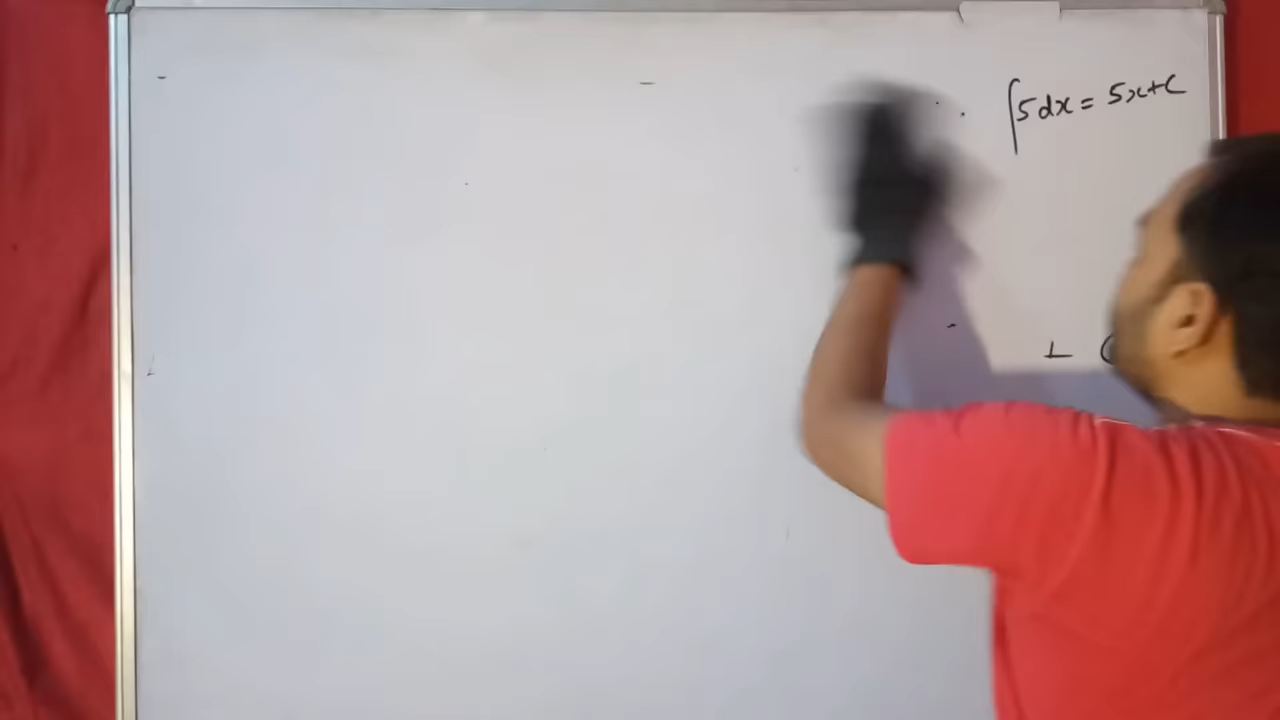 ∫5dx = 5x+C